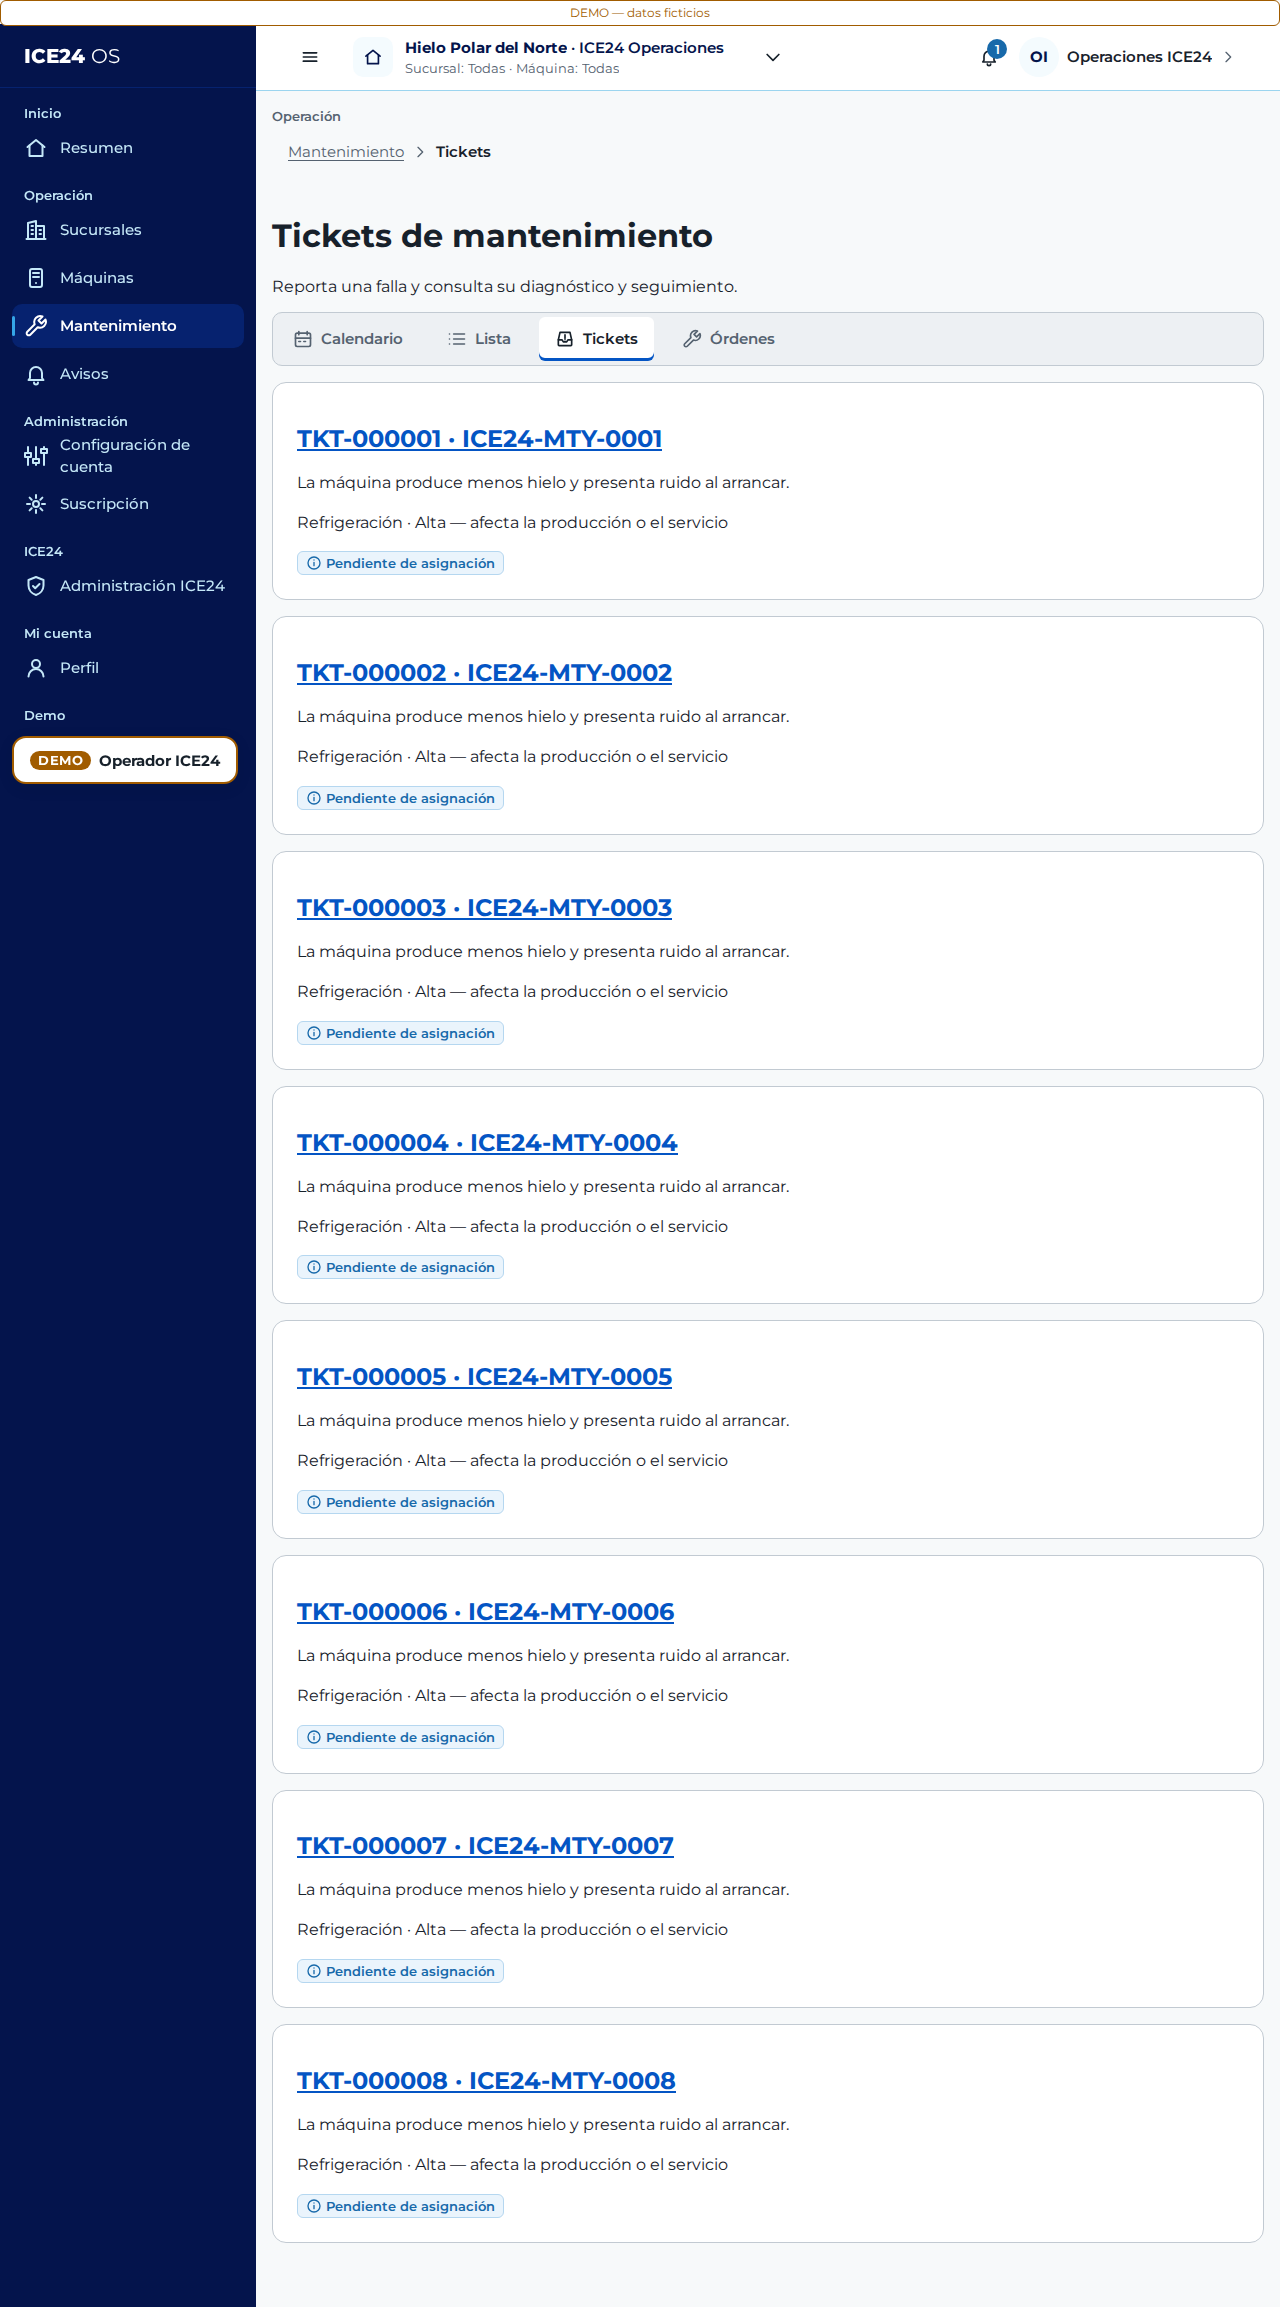 DEMO — datos ficticios
ICE24 OS
Inicio
Resumen
Operación
Sucursales
Máquinas
Mantenimiento
Avisos
Administración
Configuración de
cuenta
Suscripción
ICE24
Administración ICE24
Mi cuenta
Perfil
Demo
DEMO Operador ICE24
Hielo Polar del Norte · ICE24 Operaciones
Sucursal: Todas · Máquina: Todas
1
OI
Operaciones ICE24
Operación
Mantenimiento
Tickets
Tickets de mantenimiento
Reporta una falla y consulta su diagnóstico y seguimiento.
Calendario
Lista
Tickets
Órdenes
TKT-000001 · ICE24-MTY-0001
La máquina produce menos hielo y presenta ruido al arrancar.
Refrigeración · Alta — afecta la producción o el servicio
Pendiente de asignación
TKT-000002 · ICE24-MTY-0002
La máquina produce menos hielo y presenta ruido al arrancar.
Refrigeración · Alta — afecta la producción o el servicio
Pendiente de asignación
TKT-000003 · ICE24-MTY-0003
La máquina produce menos hielo y presenta ruido al arrancar.
Refrigeración · Alta — afecta la producción o el servicio
Pendiente de asignación
TKT-000004 · ICE24-MTY-0004
La máquina produce menos hielo y presenta ruido al arrancar.
Refrigeración · Alta — afecta la producción o el servicio
Pendiente de asignación
TKT-000005 · ICE24-MTY-0005
La máquina produce menos hielo y presenta ruido al arrancar.
Refrigeración · Alta — afecta la producción o el servicio
Pendiente de asignación
TKT-000006 · ICE24-MTY-0006
La máquina produce menos hielo y presenta ruido al arrancar.
Refrigeración · Alta — afecta la producción o el servicio
Pendiente de asignación
TKT-000007 · ICE24-MTY-0007
La máquina produce menos hielo y presenta ruido al arrancar.
Refrigeración · Alta — afecta la producción o el servicio
Pendiente de asignación
TKT-000008 · ICE24-MTY-0008
La máquina produce menos hielo y presenta ruido al arrancar.
Refrigeración · Alta — afecta la producción o el servicio
Pendiente de asignación